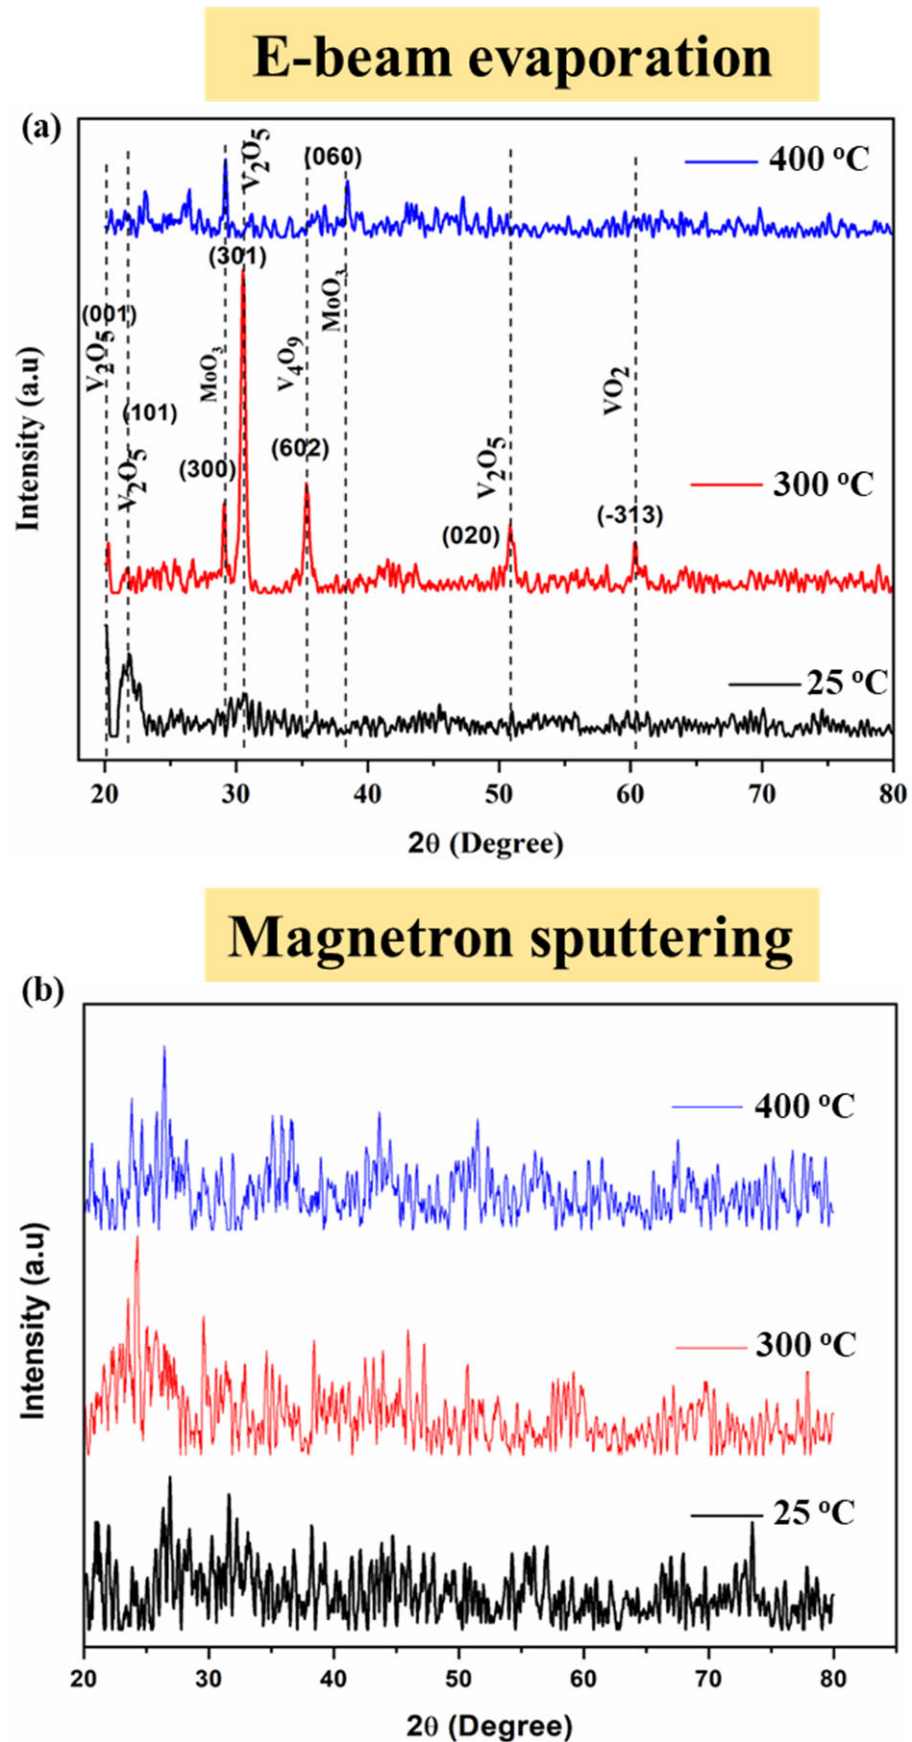 E-beam evaporation
(a)
400 °C
V₂O₅
(060)
(301)
(001)
V₂O₅
MoO₃
V₄O₉
MoO₃
VO₂
(101)
V₂O₅
(300)
(602)
V₂O₅
300 °C
(020)
(-313)
25 °C
Intensity (a.u)
20 30 40 50 60 70 80
2θ (Degree)
Magnetron sputtering
(b)
400 °C
300 °C
25 °C
Intensity (a.u)
20 30 40 50 60 70 80
2θ (Degree)